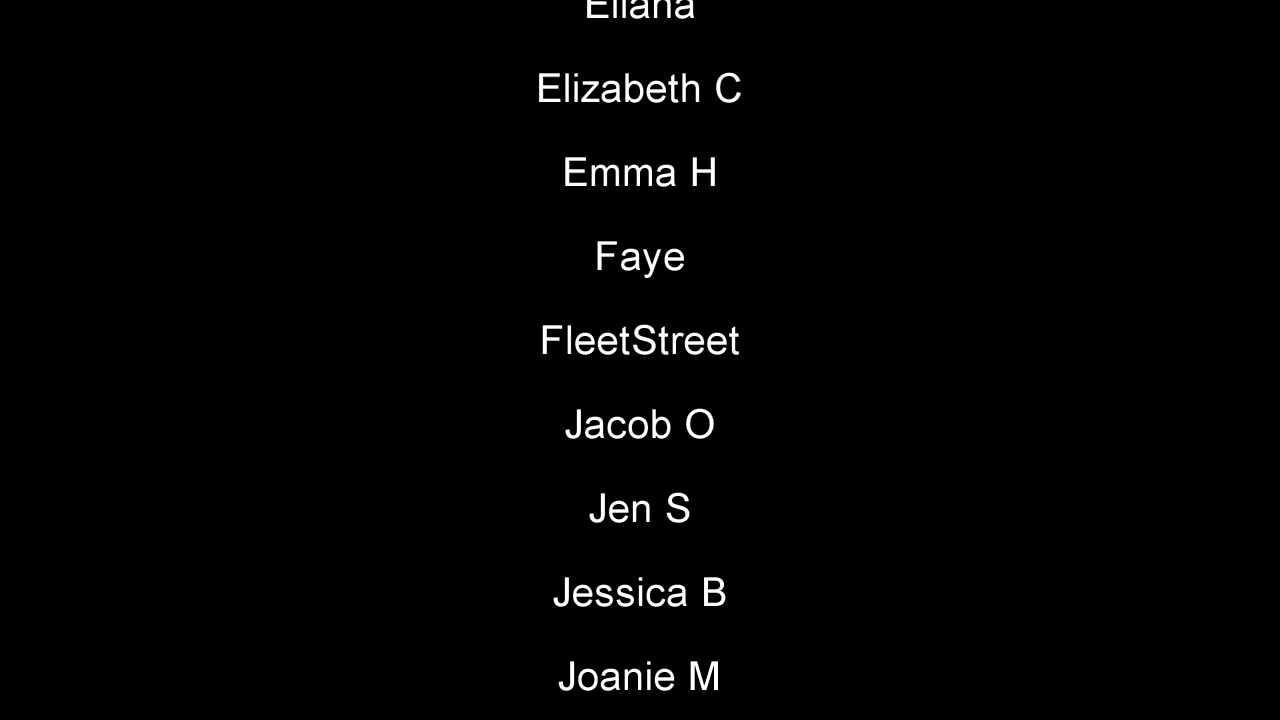 Elizabeth C
Emma H
Faye
FleetStreet
Jacob O
Jen S
Jessica B
Joanie M